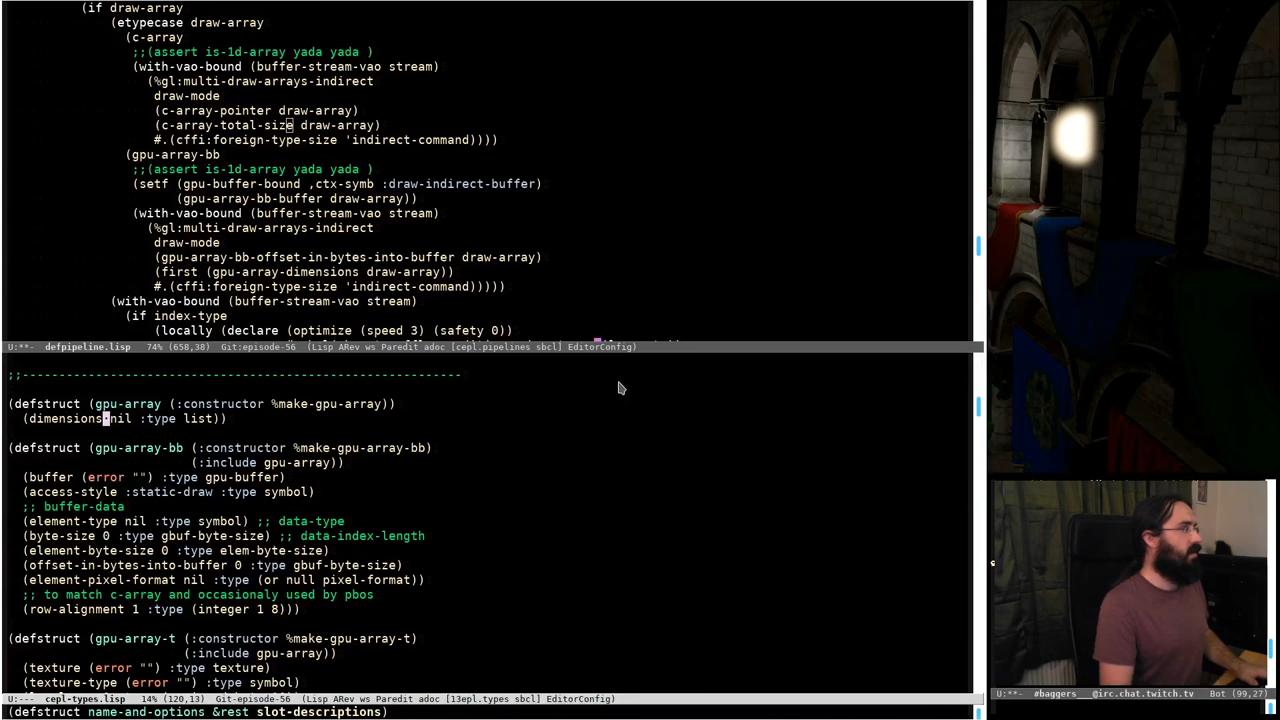 (if draw-array
(etypecase draw-array
(c-array
;;(assert is-1d-array yada yada )
(with-vao-bound (buffer-stream-vao stream)
(%gl:multi-draw-arrays-indirect
draw-mode
(c-array-pointer draw-array)
(c-array-total-size draw-array)
#.(cffi:foreign-type-size 'indirect-command))))
(gpu-array-bb
;;(assert is-1d-array yada yada )
(setf (gpu-buffer-bound ,ctx-symb :draw-indirect-buffer)
(gpu-array-bb-buffer draw-array))
(with-vao-bound (buffer-stream-vao stream)
(%gl:multi-draw-arrays-indirect
draw-mode
(gpu-array-bb-offset-in-bytes-into-buffer draw-array)
(first (gpu-array-dimensions draw-array))
#.(cffi:foreign-type-size 'indirect-command)))))
(with-vao-bound (buffer-stream-vao stream)
(if index-type
(locally (declare (optimize (speed 3) (safety 0))
U:**- defpipeline.lisp 74% (658,38) Git:episode-56 (Lisp ARev ws Paredit adoc [cepl.pipelines sbcl] EditorConfig)
;;------------------------------------------------------------
(defstruct (gpu-array (:constructor %make-gpu-array))
(dimensions nil :type list))
(defstruct (gpu-array-bb (:constructor %make-gpu-array-bb)
(:include gpu-array))
(buffer (error "") :type gpu-buffer)
(access-style :static-draw :type symbol)
;; buffer-data
(element-type nil :type symbol) ;; data-type
(byte-size 0 :type gbuf-byte-size) ;; data-index-length
(element-byte-size 0 :type elem-byte-size)
(offset-in-bytes-into-buffer 0 :type gbuf-byte-size)
(element-pixel-format nil :type (or null pixel-format))
;; to match c-array and occasionaly used by pbos
(row-alignment 1 :type (integer 1 8)))
(defstruct (gpu-array-t (:constructor %make-gpu-array-t)
(:include gpu-array))
(texture (error "") :type texture)
(texture-type (error "") :type symbol)
U:--- cepl-types.lisp 14% (120,13) Git-episode-56 (Lisp ARev ws Paredit adoc [13epl.types sbcl] EditorConfig)
(defstruct name-and-options &rest slot-descriptions)
U:**- #baggers___@irc.chat.twitch.tv Bot (99,27)